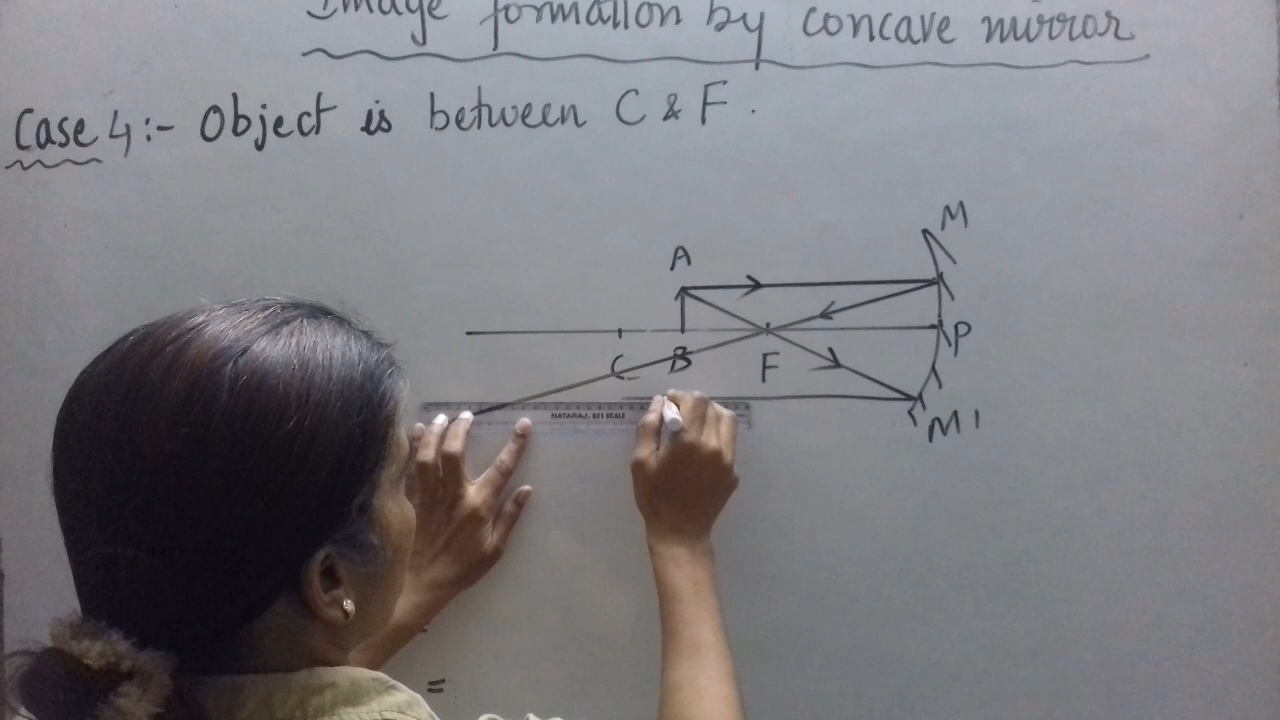 Image formation by concave mirror
Case 4:- Object is between C & F.
M
A
P
C B F
M1
NATARAJ. 621 SCALE
=